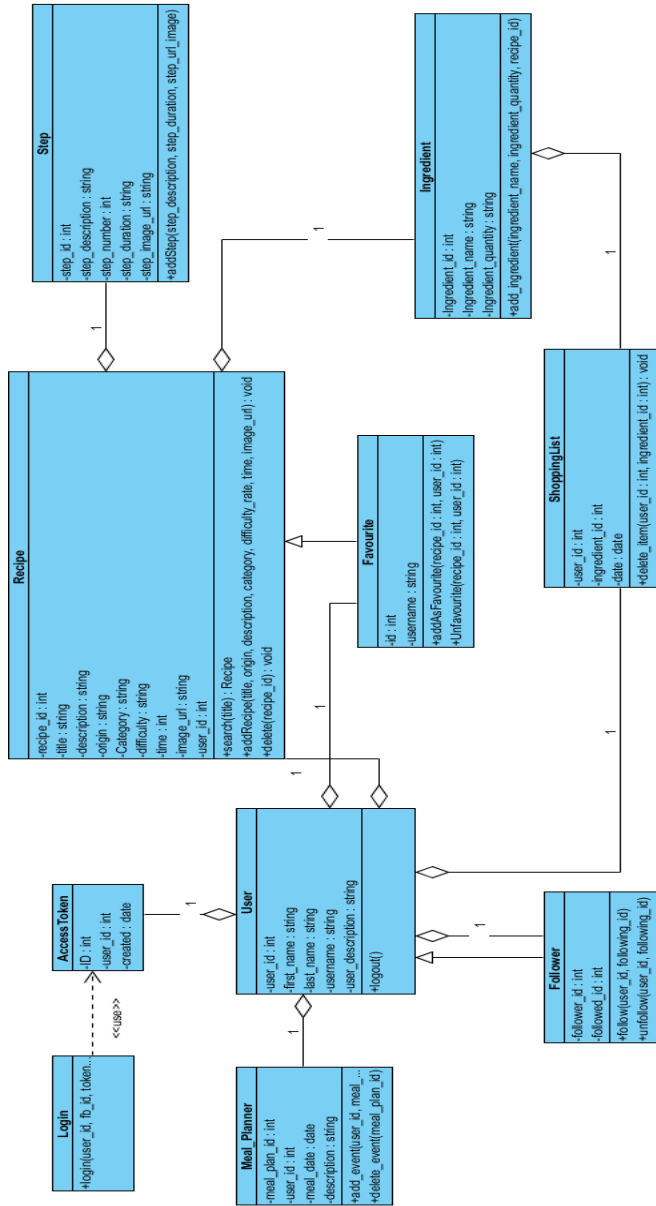 Login
+login(user_id, fb_id, token...
<<use>>
AccessToken
-ID : int
-user_id : int
-created : date
1
Recipe
-recipe_id : int
-title : string
-description : string
-origin : string
-Category : string
-difficulty : string
-time : int
-image_url : string
-user_id : int
+search(title) : Recipe
+addRecipe(title, origin, description, category, difficulty_rate, time, image_url) : void
+delete(recipe_id) : void
1
Step
-step_id : int
-step_description : string
-step_number : int
-step_duration : string
-step_image_url : string
+addStep(step_description, step_duration, step_url_image)
Meal_Planner
-meal_plan_id : int
-user_id : int
-meal_date : date
-description : string
+add_event(user_id, meal_...
+delete_event(meal_plan_id)
1
User
-user_id : int
-first_name : string
-last_name : string
-username : string
-user_description : string
+logout()
1
1
Favourite
-id : int
-username : string
+addAsFavourite(recipe_id : int, user_id : int)
+Unfavourite(recipe_id : int, user_id : int)
1
Ingredient
-Ingredient_id : int
-Ingredient_name : string
-Ingredient_quantity : string
+add_ingredient(ingredient_name, ingredient_quantity, recipe_id)
1
Follower
-follower_id : int
-followed_id : int
+follow(user_id, following_id)
+unfollow(user_id, following_id)
1
1
ShoppingList
-user_id : int
-ingredient_id : int
-date : date
+delete_item(user_id : int, ingredient_id : int) : void